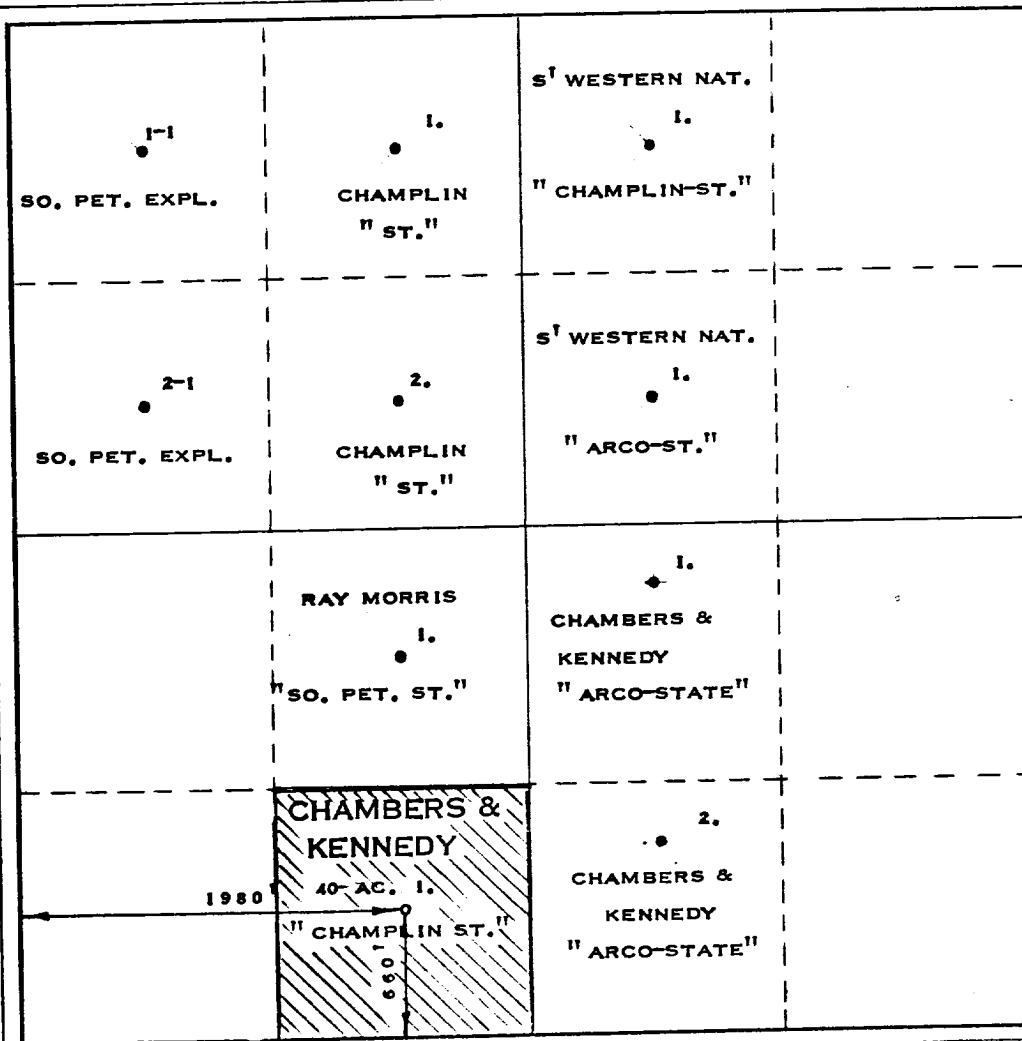 1-1
SO. PET. EXPL.
1.
CHAMPLIN
" ST."
Sᵀ WESTERN NAT.
1.
" CHAMPLIN-ST."
2-1
SO. PET. EXPL.
2.
CHAMPLIN
" ST."
Sᵀ WESTERN NAT.
1.
" ARCO-ST."
RAY MORRIS
1.
"SO. PET. ST."
1.
CHAMBERS &
KENNEDY
" ARCO-STATE"
CHAMBERS &
KENNEDY
40-AC. 1.
1980'
" CHAMPLIN ST."
660'
2.
CHAMBERS &
KENNEDY
" ARCO-STATE"